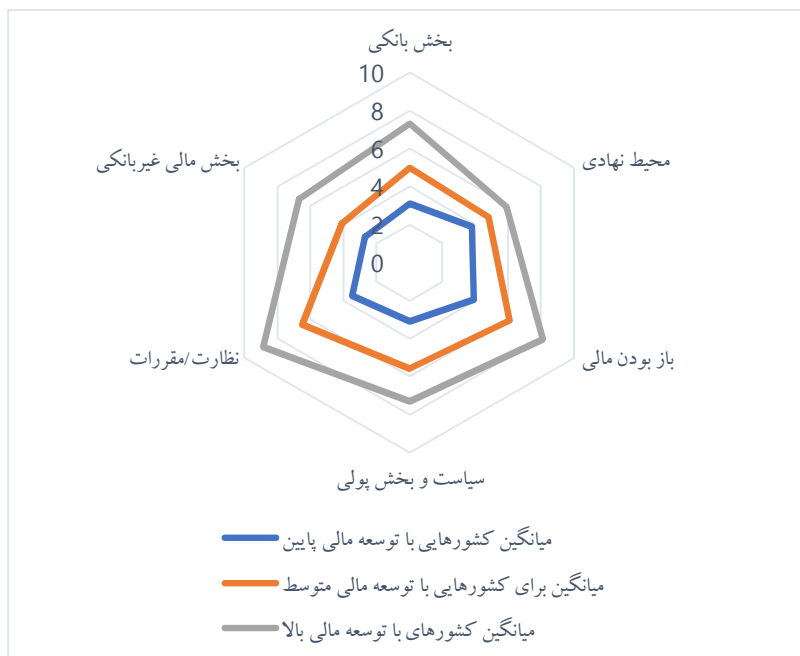 بخش بانکی
10
8
6
4
2
0
محیط نهادی
باز بودن مالی
سیاست و بخش پولی
نظارت/مقررات
بخش مالی غیربانکی
میانگین کشورهایی با توسعه مالی پایین
میانگین برای کشورهایی با توسعه مالی متوسط
میانگین کشورهای با توسعه مالی بالا